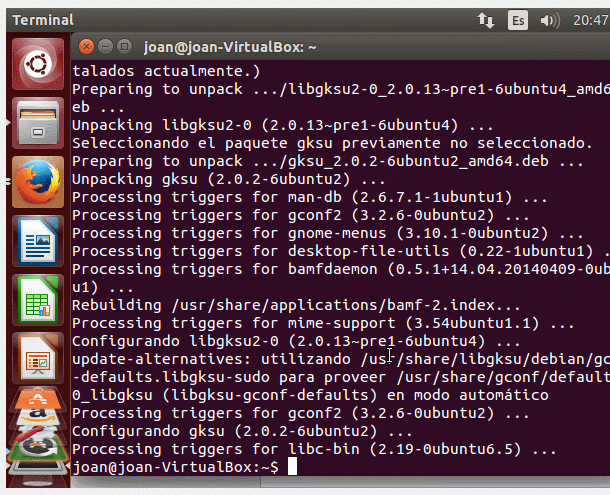 Terminal Es 20:47
joan@joan-VirtualBox: ~
talados actualmente.)
Preparing to unpack .../libgksu2-0_2.0.13~pre1-6ubuntu4_amd6
eb ...
Unpacking libgksu2-0 (2.0.13~pre1-6ubuntu4) ...
Seleccionando el paquete gksu previamente no seleccionado.
Preparing to unpack .../gksu_2.0.2-6ubuntu2_amd64.deb ...
Unpacking gksu (2.0.2-6ubuntu2) ...
Processing triggers for man-db (2.6.7.1-1ubuntu1) ...
Processing triggers for gconf2 (3.2.6-0ubuntu2) ...
Processing triggers for gnome-menus (3.10.1-0ubuntu2) ...
Processing triggers for desktop-file-utils (0.22-1ubuntu1) .
Processing triggers for bamfdaemon (0.5.1+14.04.20140409-0ub
u1) ...
Rebuilding /usr/share/applications/bamf-2.index...
Processing triggers for mime-support (3.54ubuntu1.1) ...
Configurando libgksu2-0 (2.0.13~pre1-6ubuntu4) ...
update-alternatives: utilizando /usr/share/libgksu/debian/gc
-defaults.libgksu-sudo para proveer /usr/share/gconf/default
0_libgksu (libgksu-gconf-defaults) en modo automático
Processing triggers for gconf2 (3.2.6-0ubuntu2) ...
Configurando gksu (2.0.2-6ubuntu2) ...
Processing triggers for libc-bin (2.19-0ubuntu6.5) ...
joan@joan-VirtualBox:~$